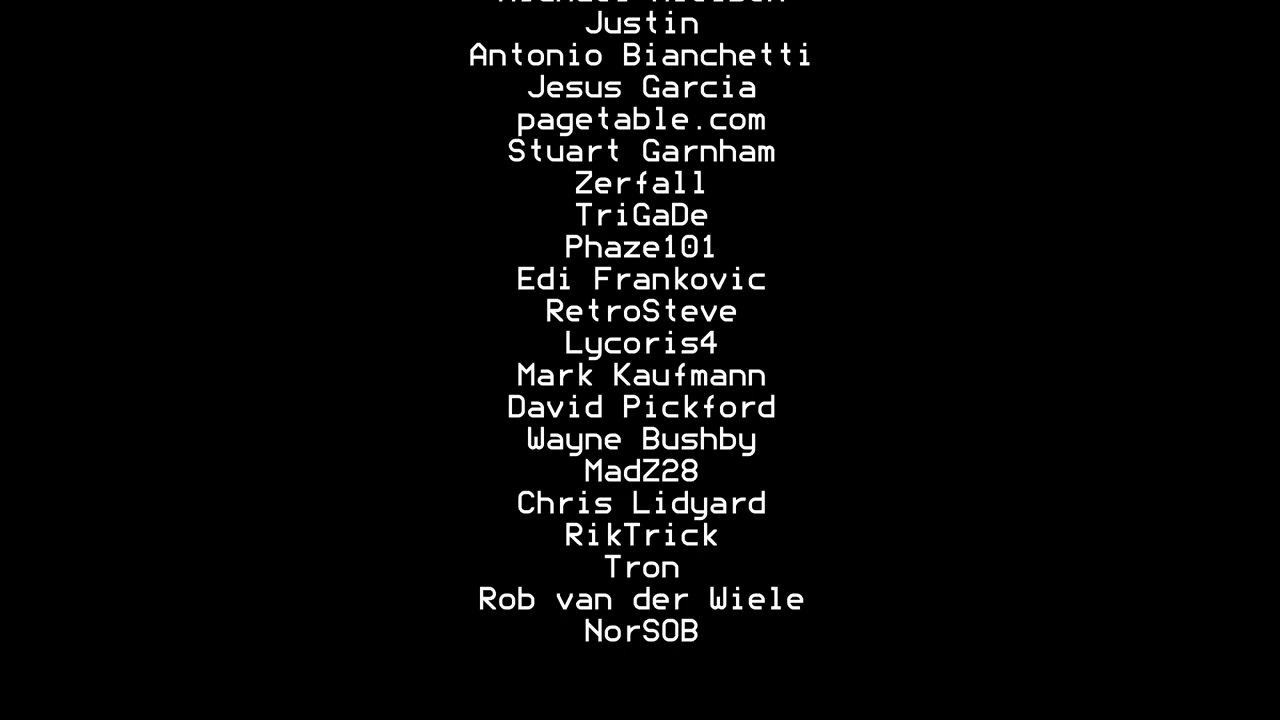 Justin
Antonio Bianchetti
Jesus Garcia
pagetable.com
Stuart Garnham
Zerfall
TriGaDe
Phaze101
Edi Frankovic
RetroSteve
Lycoris4
Mark Kaufmann
David Pickford
Wayne Bushby
MadZ28
Chris Lidyard
RikTrick
Tron
Rob van der Wiele
NorSOB